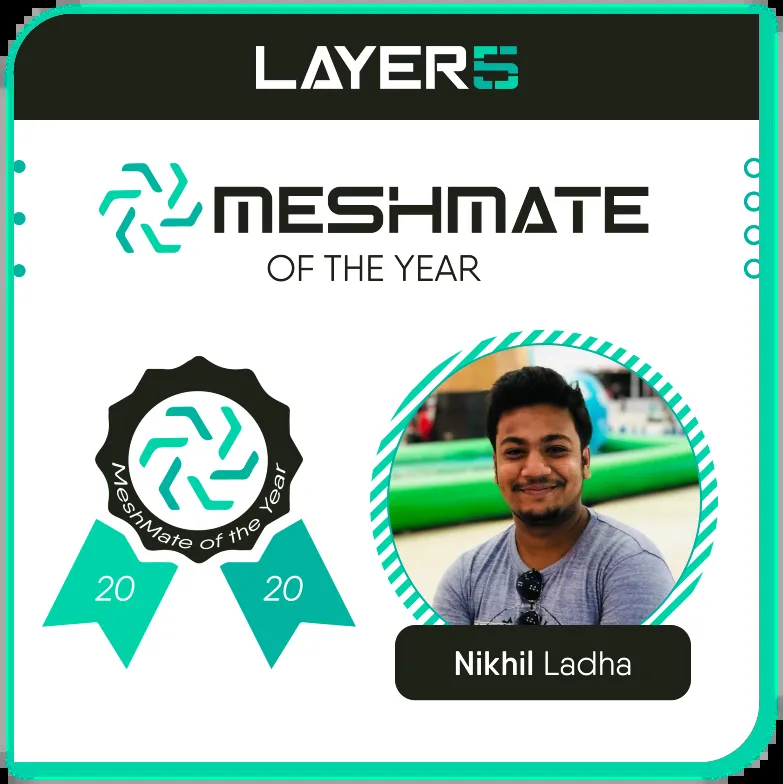 LAYER5
MESHMATE
OF THE YEAR
MeshMate of the Year
20 20
Nikhil Ladha